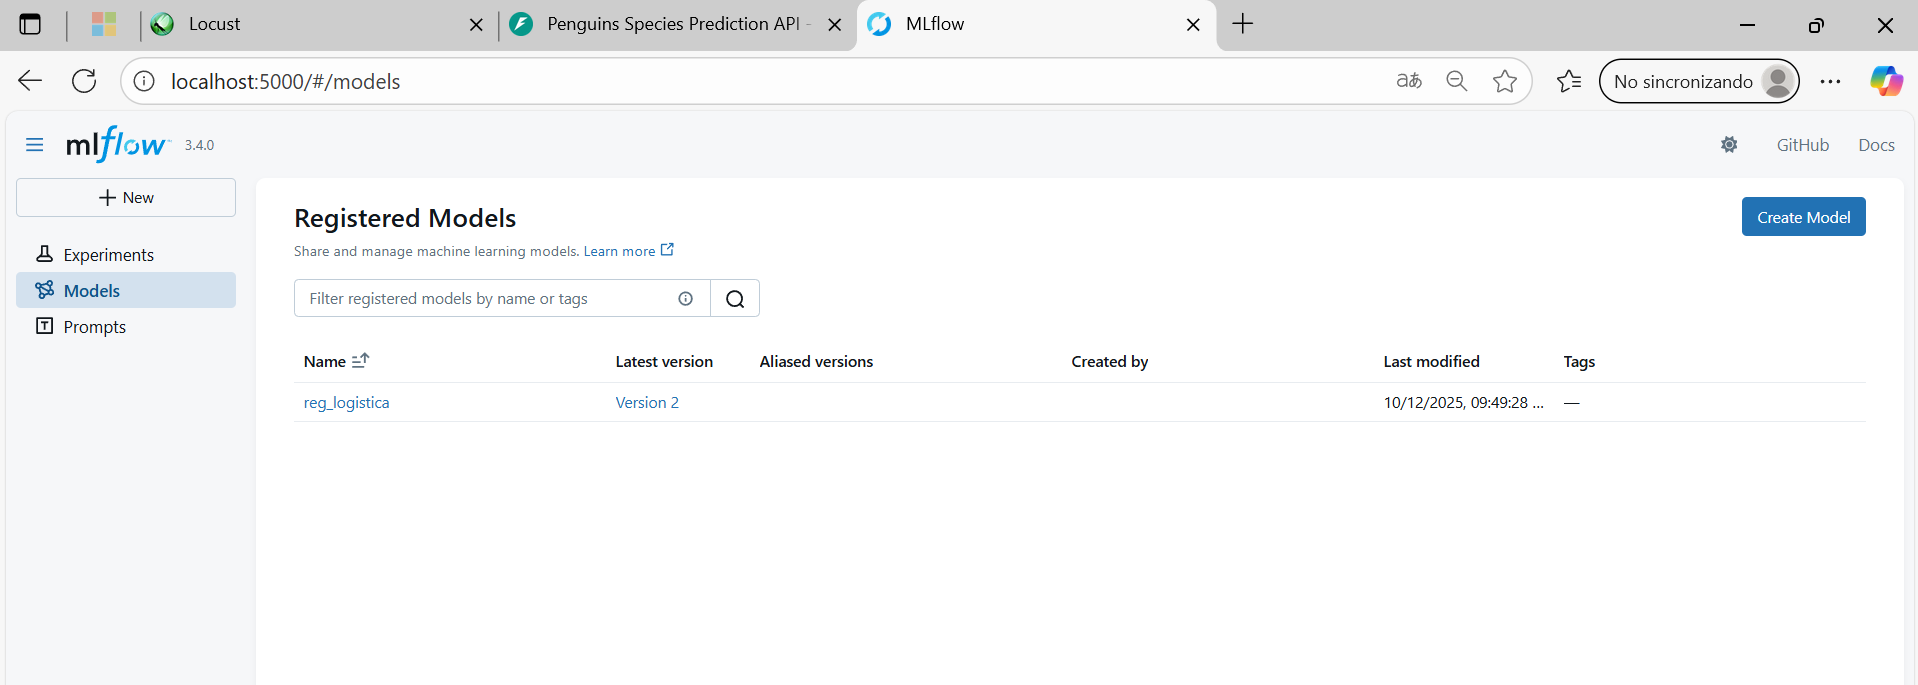 Locust
Penguins Species Prediction API -
MLflow
localhost:5000/#/models
aあ
No sincronizando
mlflow 3.4.0
GitHub
Docs
New
Experiments
Models
Prompts
Registered Models
Create Model
Share and manage machine learning models. Learn more
Filter registered models by name or tags
Name Latest version Aliased versions Created by Last modified Tags
reg_logistica Version 2 10/12/2025, 09:49:28 ... —